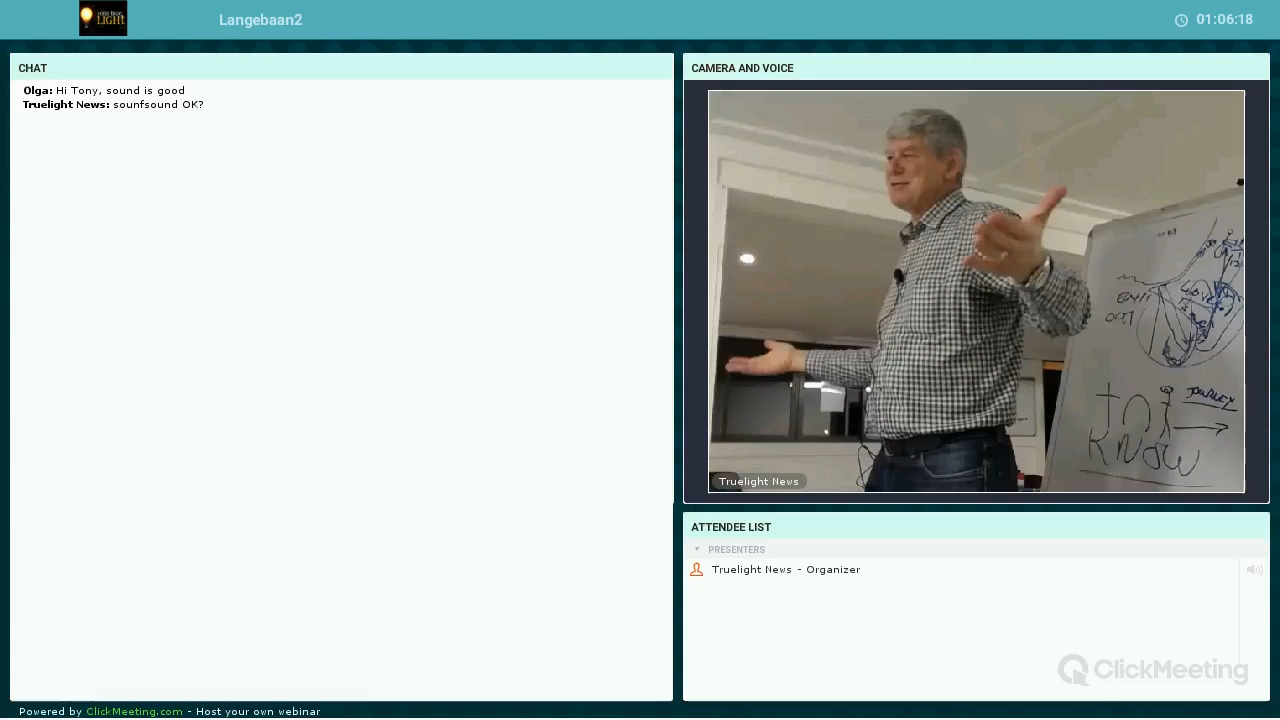 LIGHT
Langebaan2
01:06:18
CHAT
CAMERA AND VOICE
Olga: Hi Tony, sound is good
Truelight News: sounfsound OK?
JOURNEY
KNOW
Truelight News
ATTENDEE LIST
PRESENTERS
Truelight News - Organizer
ClickMeeting
Powered by ClickMeeting.com - Host your own webinar